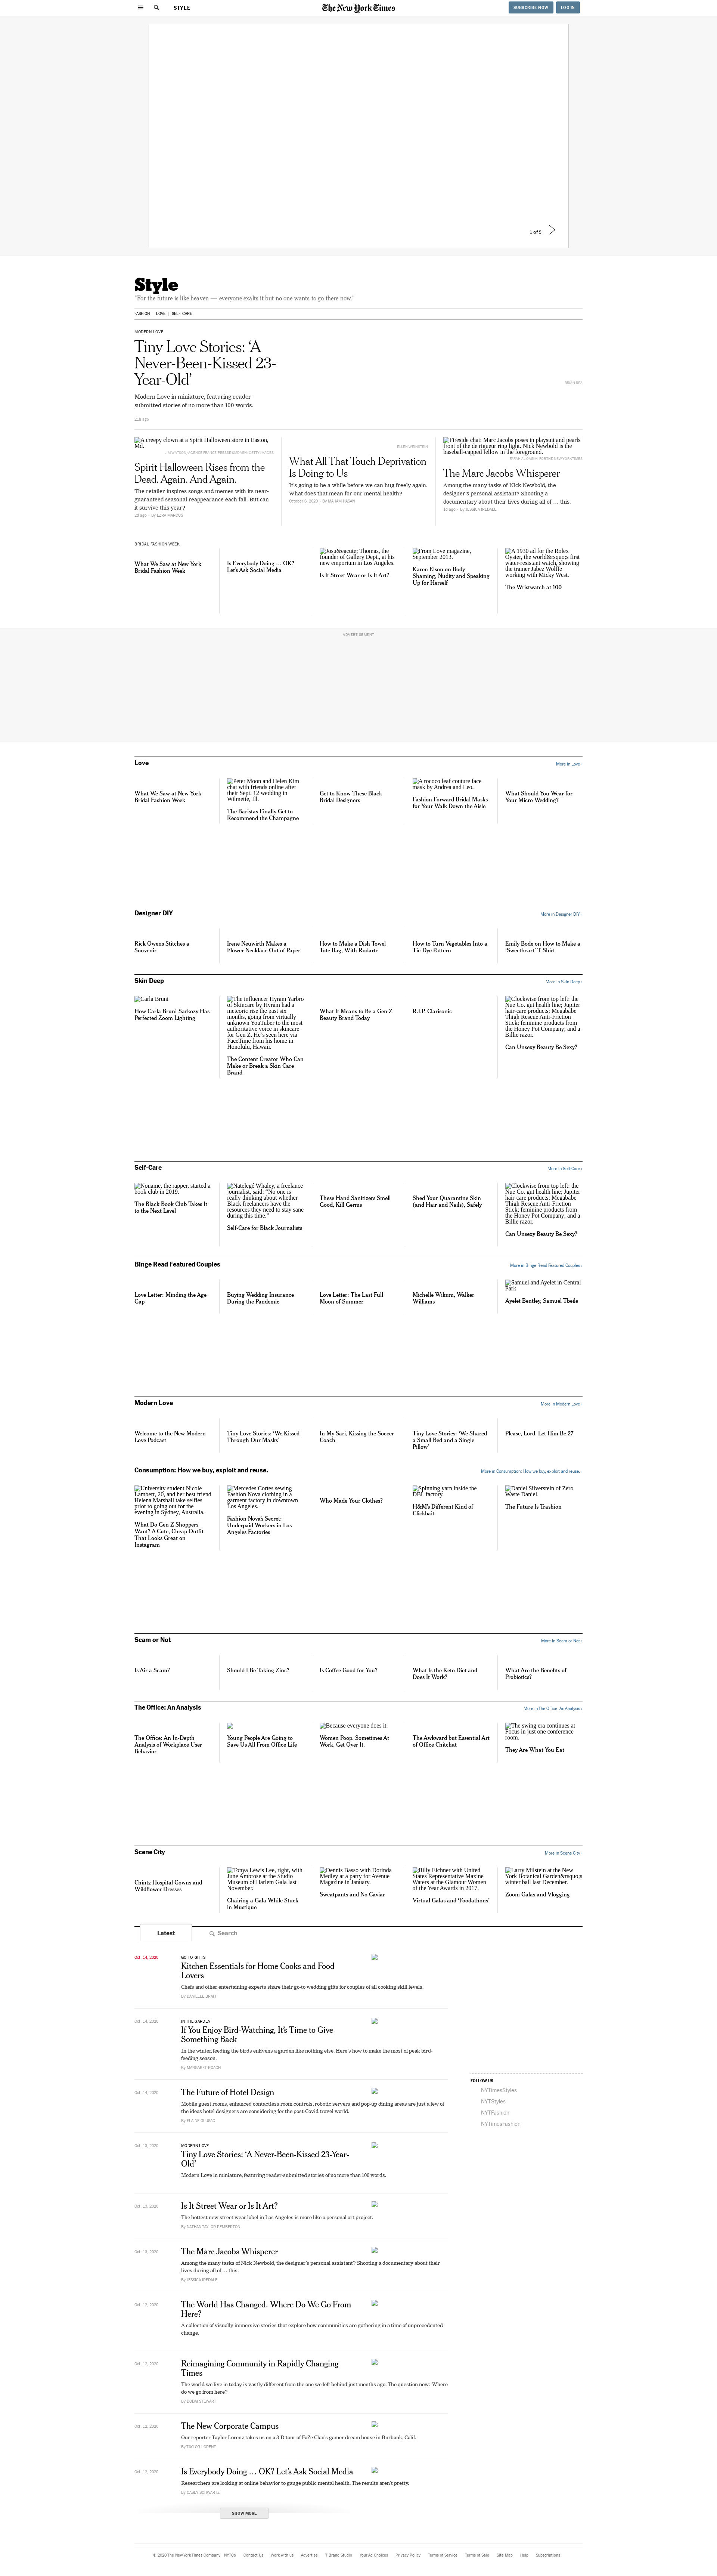 STYLE
The New York Times
SUBSCRIBE NOW
LOG IN
1 of 5
Style
"For the future is like heaven — everyone exalts it but no one wants to go there now."
FASHION
LOVE
SELF-CARE
MODERN LOVE
Tiny Love Stories: ‘A
Never-Been-Kissed 23-
Year-Old’
Modern Love in miniature, featuring reader-
submitted stories of no more than 100 words.
21h ago
A creepy clown at a Spirit Halloween store in Easton,
Md.
Spirit Halloween Rises from the
Dead. Again. And Again.
The retailer inspires songs and memes with its near-
guaranteed seasonal reappearance each fall. But can
it survive this year?
2d ago · By EZRA MARCUS
What All That Touch Deprivation
Is Doing to Us
It's going to be a while before we can hug freely again.
What does that mean for our mental health?
October 6, 2020 · By MARAM MAZEN
Fireside chat: Marc Jacobs poses in playsuit and pearls
in front of the de rigueur ring light. Nick Newbold is the
baseball-capped fellow in the foreground.
The Marc Jacobs Whisperer
Among the many tasks of Nick Newbold, the
designer's personal assistant? Shooting a
documentary about their lives during all of … this.
1d ago · By JESSICA IREDALE
BRIDAL FASHION WEEK
What We Saw at New York
Bridal Fashion Week
Is Everybody Doing … OK?
Let's Ask Social Media
Josu&eacute; Thomas, the
founder of Gallery Dept., at his
new emporium in Los Angeles.
Is It Street Wear or Is It Art?
From Love magazine,
September 2013.
Karen Elson on Body
Shaming, Nudity and Speaking
Up for Herself
A 1930 ad for the Rolex
Oyster, the world&rsquo;s first
water-resistant watch, showing
the trainer Jabez Wolffe
working with Micky West.
The Wristwatch at 100
ADVERTISEMENT
Love
More in Love ›
What We Saw at New York
Bridal Fashion Week
Peter Moon and Helen Kim
chat with friends online after
their Sept. 12 wedding in
Wilmette, Ill.
The Baristas Finally Get to
Recommend the Champagne
Get to Know These Black
Bridal Designers
A rococo leaf couture face
mask by Andrea and Leo.
Fashion Forward Bridal Masks
for Your Walk Down the Aisle
What Should You Wear for
Your Micro Wedding?
Designer DIY
More in Designer DIY ›
Rick Owens Stitches a
Souvenir
Irene Neuwirth Makes a
Flower Necklace Out of Paper
How to Make a Dish Towel
Tote Bag, With Rodarte
How to Turn Vegetables Into a
Tie-Dye Pattern
Emily Bode on How to Make a
‘Sweetheart’ T-Shirt
Skin Deep
More in Skin Deep ›
Carla Bruni
How Carla Bruni-Sarkozy Has
Perfected Zoom Lighting
The influencer Hyram Yarbro
of Skincare by Hyram had a
meteoric rise the past six
months, going from virtually
unknown YouTuber to the most
authoritative voice in skincare
for Gen Z. He's seen here via
FaceTime from his home in
Honolulu, Hawaii.
The Content Creator Who Can
Make or Break a Skin Care
Brand
What It Means to Be a Gen Z
Beauty Brand Today
R.I.P. Clarisonic
Clockwise from top left: the
Nue Co. gut health line; Jupiter
hair-care products; Megababe
Thigh Rescue Anti-Friction
Stick; feminine products from
the Honey Pot Company; and a
Billie razor.
Can Unsexy Beauty Be Sexy?
Self-Care
More in Self-Care ›
Noname, the rapper, started a
book club in 2019.
The Black Book Club Takes It
to the Next Level
Natelegé Whaley, a freelance
journalist, said: “No one is
really thinking about whether
Black freelancers have the
resources they need to stay sane
during this time.”
Self-Care for Black Journalists
These Hand Sanitizers Smell
Good, Kill Germs
Shed Your Quarantine Skin
(and Hair and Nails), Safely
Clockwise from top left: the
Nue Co. gut health line; Jupiter
hair-care products; Megababe
Thigh Rescue Anti-Friction
Stick; feminine products from
the Honey Pot Company; and a
Billie razor.
Can Unsexy Beauty Be Sexy?
Binge Read Featured Couples
More in Binge Read Featured Couples ›
Love Letter: Minding the Age
Gap
Buying Wedding Insurance
During the Pandemic
Love Letter: The Last Full
Moon of Summer
Michelle Wikum, Walker
Williams
Samuel and Ayelet in Central
Park
Ayelet Bentley, Samuel Tbeile
Modern Love
More in Modern Love ›
Welcome to the New Modern
Love Podcast
Tiny Love Stories: ‘We Kissed
Through Our Masks’
In My Sari, Kissing the Soccer
Coach
Tiny Love Stories: ‘We Shared
a Small Bed and a Single
Pillow’
Please, Lord, Let Him Be 27
Consumption: How we buy, exploit and reuse.
More in Consumption: How we buy, exploit and reuse. ›
University student Nicole
Lambert, 20, and her best friend
Helena Marshall take selfies
prior to going out for the
evening in Sydney, Australia.
What Do Gen Z Shoppers
Want? A Cute, Cheap Outfit
That Looks Great on
Instagram
Mercedes Cortes sewing
Fashion Nova clothing in a
garment factory in downtown
Los Angeles.
Fashion Nova's Secret:
Underpaid Workers in Los
Angeles Factories
Who Made Your Clothes?
Spinning yarn inside the
DBL factory.
H&M's Different Kind of
Clickbait
Daniel Silverstein of Zero
Waste Daniel.
The Future Is Trashion
Scam or Not
More in Scam or Not ›
Is Air a Scam?
Should I Be Taking Zinc?
Is Coffee Good for You?
What Is the Keto Diet and
Does It Work?
What Are the Benefits of
Probiotics?
The Office: An Analysis
More in The Office: An Analysis ›
The Office: An In-Depth
Analysis of Workplace User
Behavior
Young People Are Going to
Save Us All From Office Life
Because everyone does it.
Women Poop. Sometimes At
Work. Get Over It.
The Awkward but Essential Art
of Office Chitchat
The swing era continues at
Focus in just one conference
room.
They Are What You Eat
Scene City
More in Scene City ›
Chintz Hospital Gowns and
Wildflower Dresses
Tonya Lewis Lee, right, with
June Ambrose at the Studio
Museum of Harlem Gala last
November.
Chairing a Gala While Stuck
in Mustique
Dennis Basso with Dorinda
Medley at a party for Avenue
Magazine in January.
Sweatpants and No Caviar
Billy Eichner with United
States Representative Maxine
Waters at the Glamour Women
of the Year Awards in 2017.
Virtual Galas and ‘Foodathons’
Larry Milstein at the New
York Botanical Garden&rsquo;s
winter ball last December.
Zoom Galas and Vlogging
Latest
Search
Oct. 14, 2020
GO-TO GIFTS
Kitchen Essentials for Home Cooks and Food
Lovers
Chefs and other entertaining experts share their go-to wedding gifts for couples of all cooking skill levels.
By DANIELLE BRAFF
Oct. 14, 2020
IN THE GARDEN
If You Enjoy Bird-Watching, It's Time to Give
Something Back
In the winter, feeding the birds enlivens a garden like nothing else. Here's how to make the most of peak bird-
feeding season.
By MARGARET ROACH
Oct. 14, 2020
The Future of Hotel Design
Mobile guest rooms, enhanced contactless room controls, robotic servers and pop-up dining areas are just a few of
the ideas hotel designers are considering for the post-Covid travel world.
By ELAINE GLUSAC
Oct. 13, 2020
MODERN LOVE
Tiny Love Stories: ‘A Never-Been-Kissed 23-Year-
Old’
Modern Love in miniature, featuring reader-submitted stories of no more than 100 words.
Oct. 13, 2020
Is It Street Wear or Is It Art?
The hottest new street wear label in Los Angeles is more like a personal art project.
By NATHAN TAYLOR PEMBERTON
Oct. 13, 2020
The Marc Jacobs Whisperer
Among the many tasks of Nick Newbold, the designer's personal assistant? Shooting a documentary about their
lives during all of … this.
By JESSICA IREDALE
Oct. 12, 2020
The World Has Changed. Where Do We Go From
Here?
A collection of visually immersive stories that explore how communities are gathering in a time of unprecedented
change.
Oct. 12, 2020
Reimagining Community in Rapidly Changing
Times
The world we live in today is vastly different from the one we left behind just months ago. The question now: Where
do we go from here?
By DODAI STEWART
Oct. 12, 2020
The New Corporate Campus
Our reporter Taylor Lorenz takes us on a 3-D tour of FaZe Clan's gamer dream house in Burbank, Calif.
By TAYLOR LORENZ
Oct. 12, 2020
Is Everybody Doing … OK? Let's Ask Social Media
Researchers are looking at online behavior to gauge public mental health. The results aren't pretty.
By CASEY SCHWARTZ
SHOW MORE
FOLLOW US
NYTimesStyles
NYTStyles
NYTFashion
NYTimesFashion
© 2020 The New York Times Company
NYTCo
Contact Us
Work with us
Advertise
T Brand Studio
Your Ad Choices
Privacy Policy
Terms of Service
Terms of Sale
Site Map
Help
Subscriptions